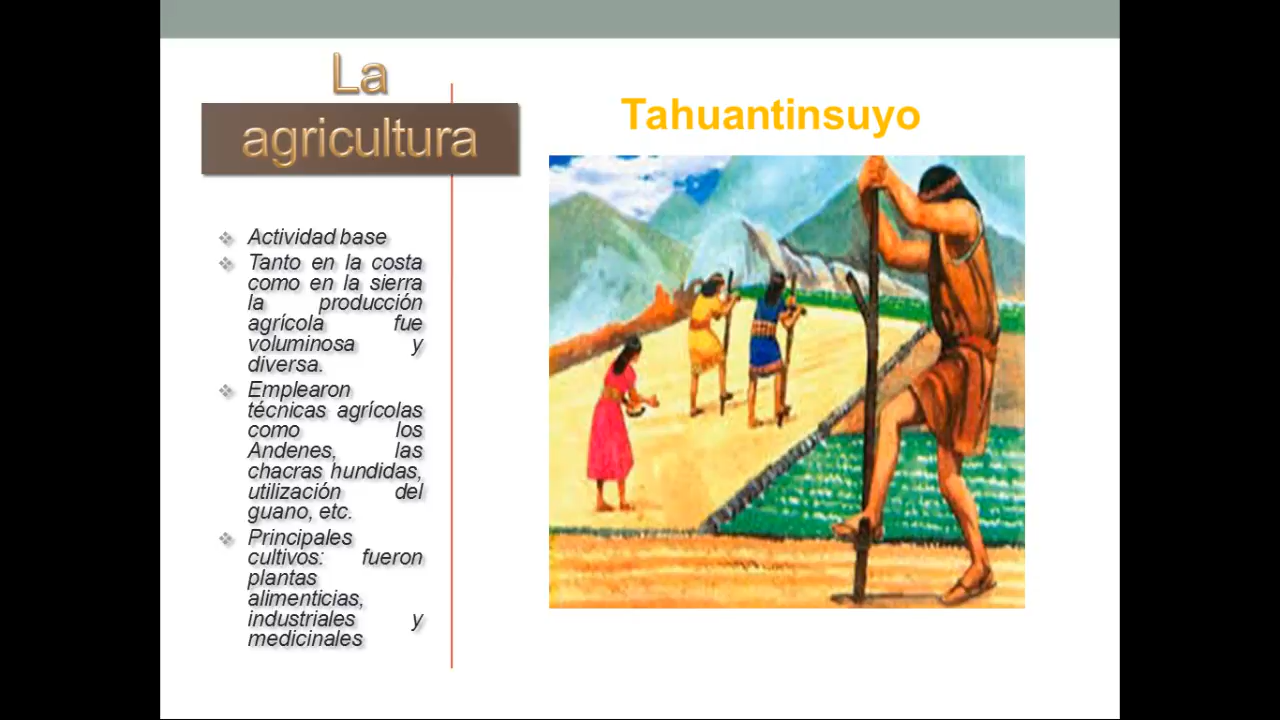 La
agricultura
Tahuantinsuyo
Actividad base
Tanto en la costa
como en la sierra
la producción
agrícola fue
voluminosa y
diversa.
Emplearon
técnicas agrícolas
como los
Andenes, las
chacras hundidas,
utilización del
guano, etc.
Principales
cultivos: fueron
plantas
alimenticias,
industriales y
medicinales